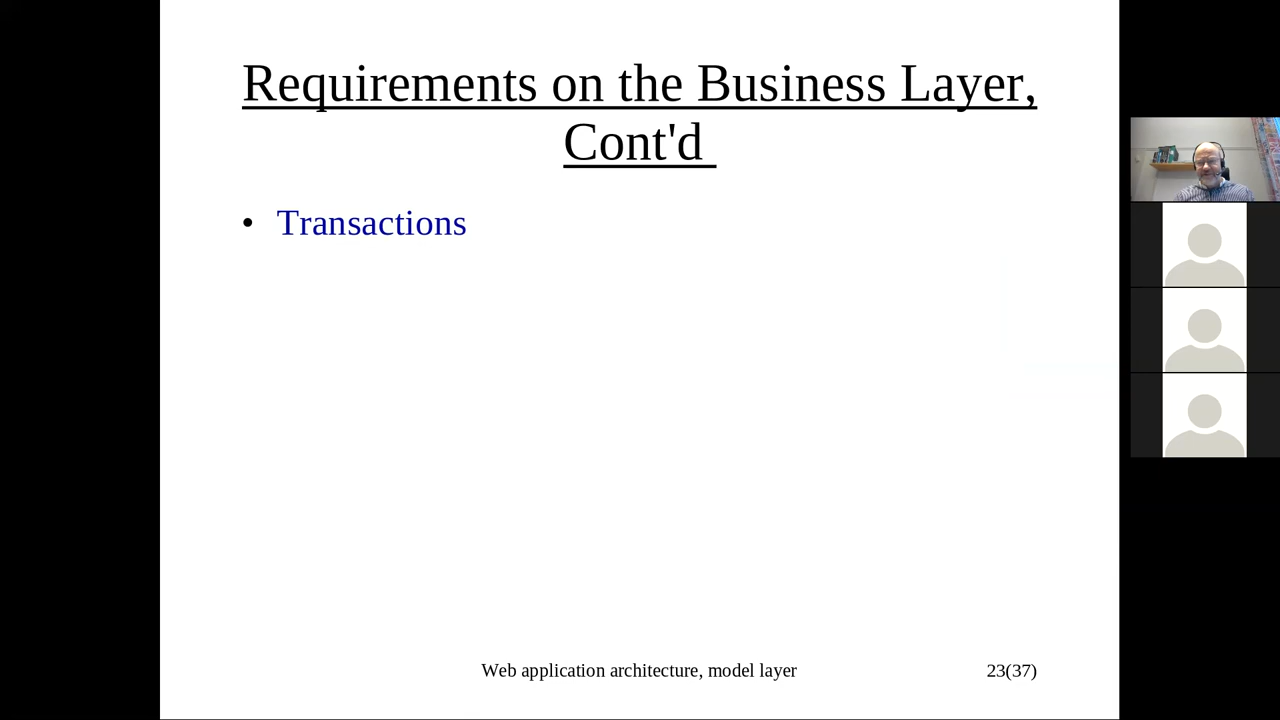 Requirements on the Business Layer,
Cont'd
• Transactions
Web application architecture, model layer
23(37)